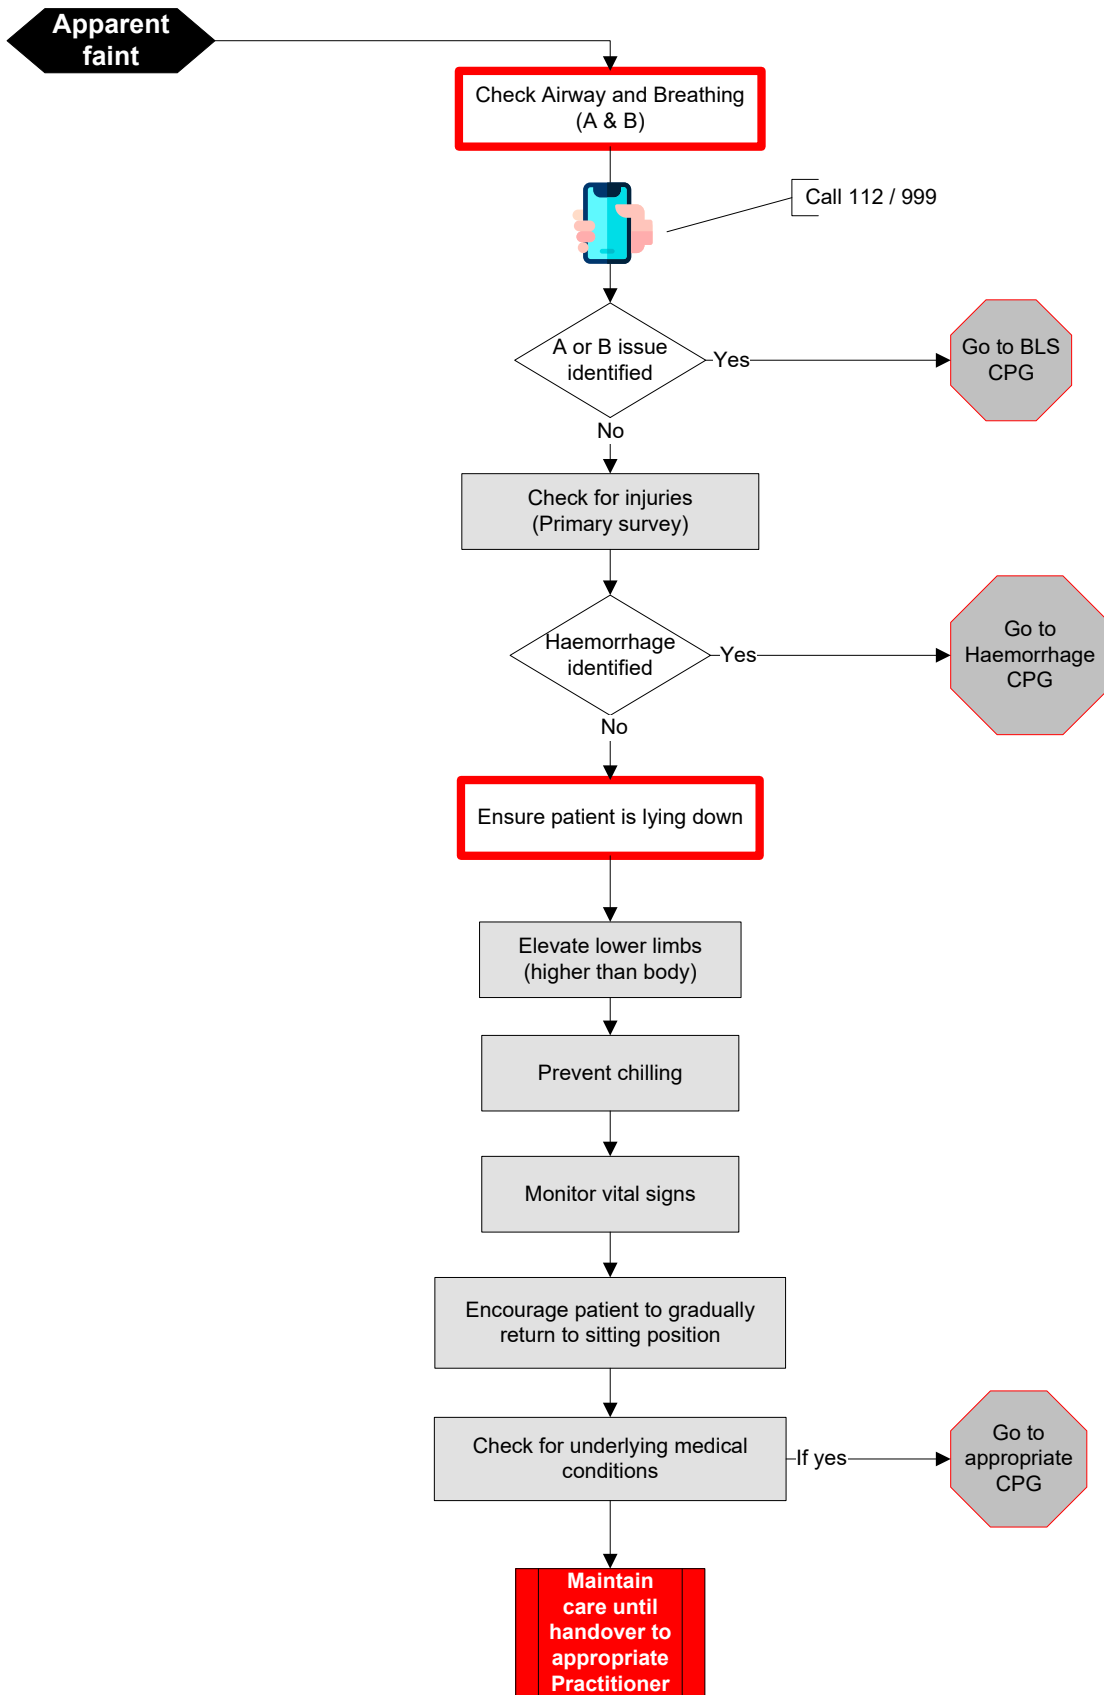 Apparent
faint
Check Airway and Breathing
(A & B)
Call 112 / 999
A or B issue
identified
Yes
Go to BLS
CPG
No
Check for injuries
(Primary survey)
Haemorrhage
identified
Yes
Go to
Haemorrhage
CPG
No
Ensure patient is lying down
Elevate lower limbs
(higher than body)
Prevent chilling
Monitor vital signs
Encourage patient to gradually
return to sitting position
Check for underlying medical
conditions
If yes
Go to
appropriate
CPG
Maintain
care until
handover to
appropriate
Practitioner